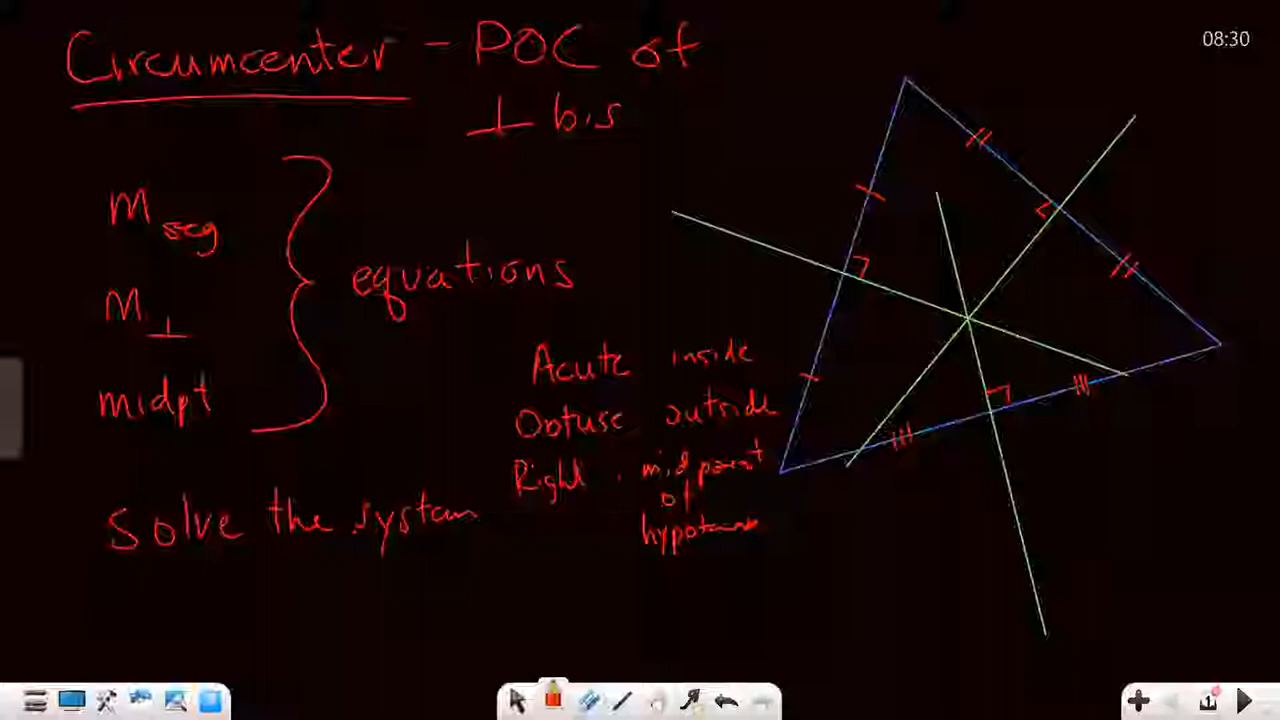 Circumcenter - POC of
⊥ bis
08:30
m seg
m ⊥
midpt
equations
Solve the system
Acute inside
Obtuse outside
Right . midpoint
of
hypotenuse